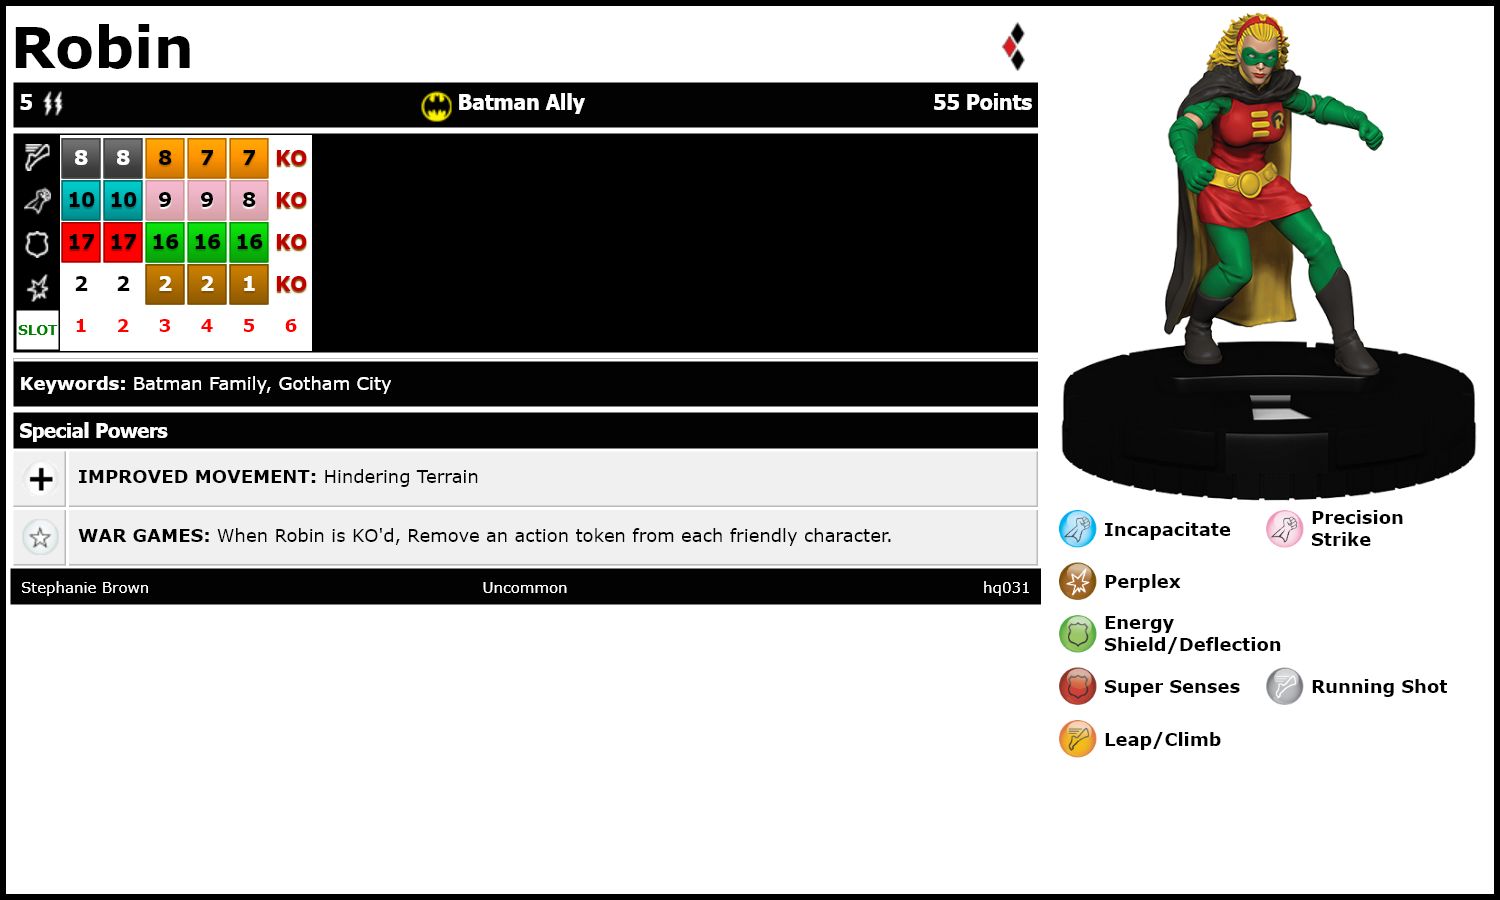 Robin
5 Batman Ally 55 Points
8 8 8 7 7 KO
10 10 9 9 8 KO
17 17 16 16 16 KO
2 2 2 2 1 KO
SLOT 1 2 3 4 5 6
Keywords: Batman Family, Gotham City
Special Powers
IMPROVED MOVEMENT: Hindering Terrain
WAR GAMES: When Robin is KO'd, Remove an action token from each friendly character.
Stephanie Brown Uncommon hq031
R
Incapacitate
Precision
Strike
Perplex
Energy
Shield/Deflection
Super Senses
Running Shot
Leap/Climb